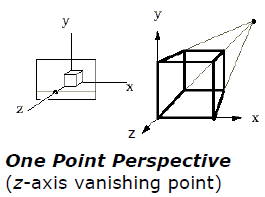 y
x
z
y
x
z
One Point Perspective
(z-axis vanishing point)